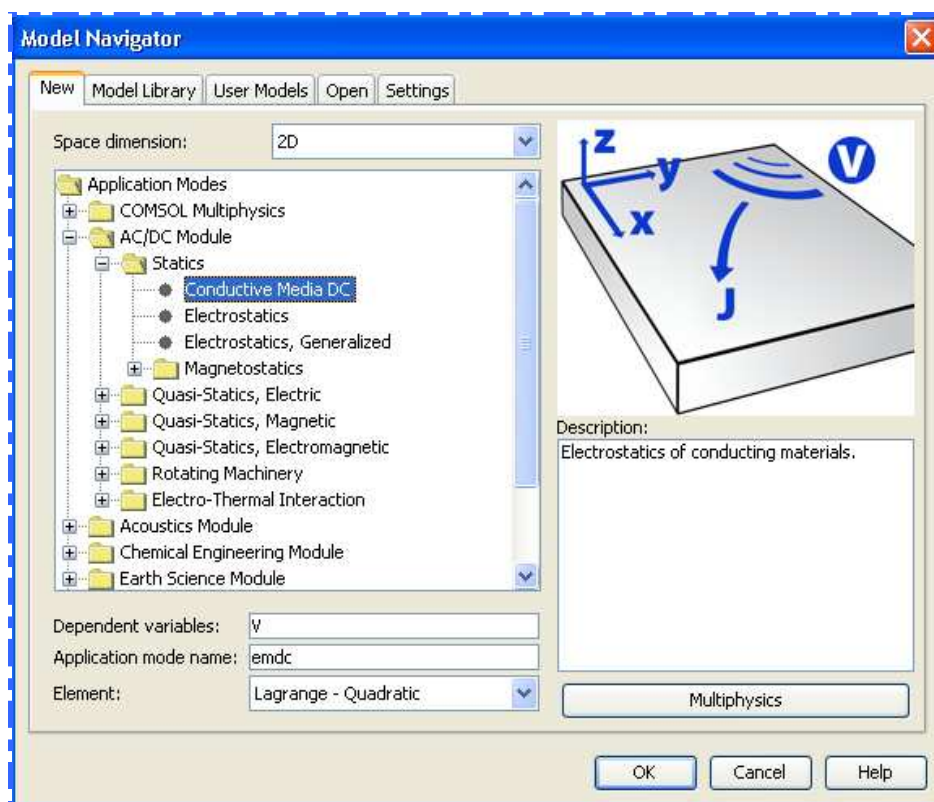 Model Navigator
New Model Library User Models Open Settings
Space dimension: 2D
Application Modes
COMSOL Multiphysics
AC/DC Module
Statics
Conductive Media DC
Electrostatics
Electrostatics, Generalized
Magnetostatics
Quasi-Statics, Electric
Quasi-Statics, Magnetic
Quasi-Statics, Electromagnetic
Rotating Machinery
Electro-Thermal Interaction
Acoustics Module
Chemical Engineering Module
Earth Science Module
Dependent variables: V
Application mode name: emdc
Element: Lagrange - Quadratic
z
y
x
V
J
Description:
Electrostatics of conducting materials.
Multiphysics
OK Cancel Help